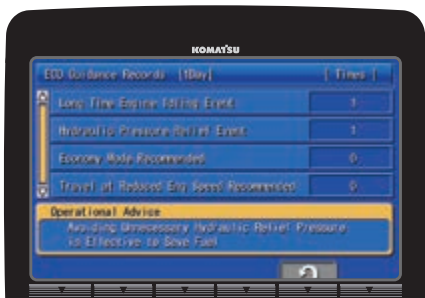 KOMATSU
ECO Guidance Records [1Day] [ Times ]
Long Time Engine Idling Event 1
Hydraulic Pressure Relief Event 1
Economy Mode Recommended 0
Travel at Reduced Eng Speed Recommended 0
Operational Advice
Avoiding Unnecessary Hydraulic Relief Pressure
is Effective to Save Fuel